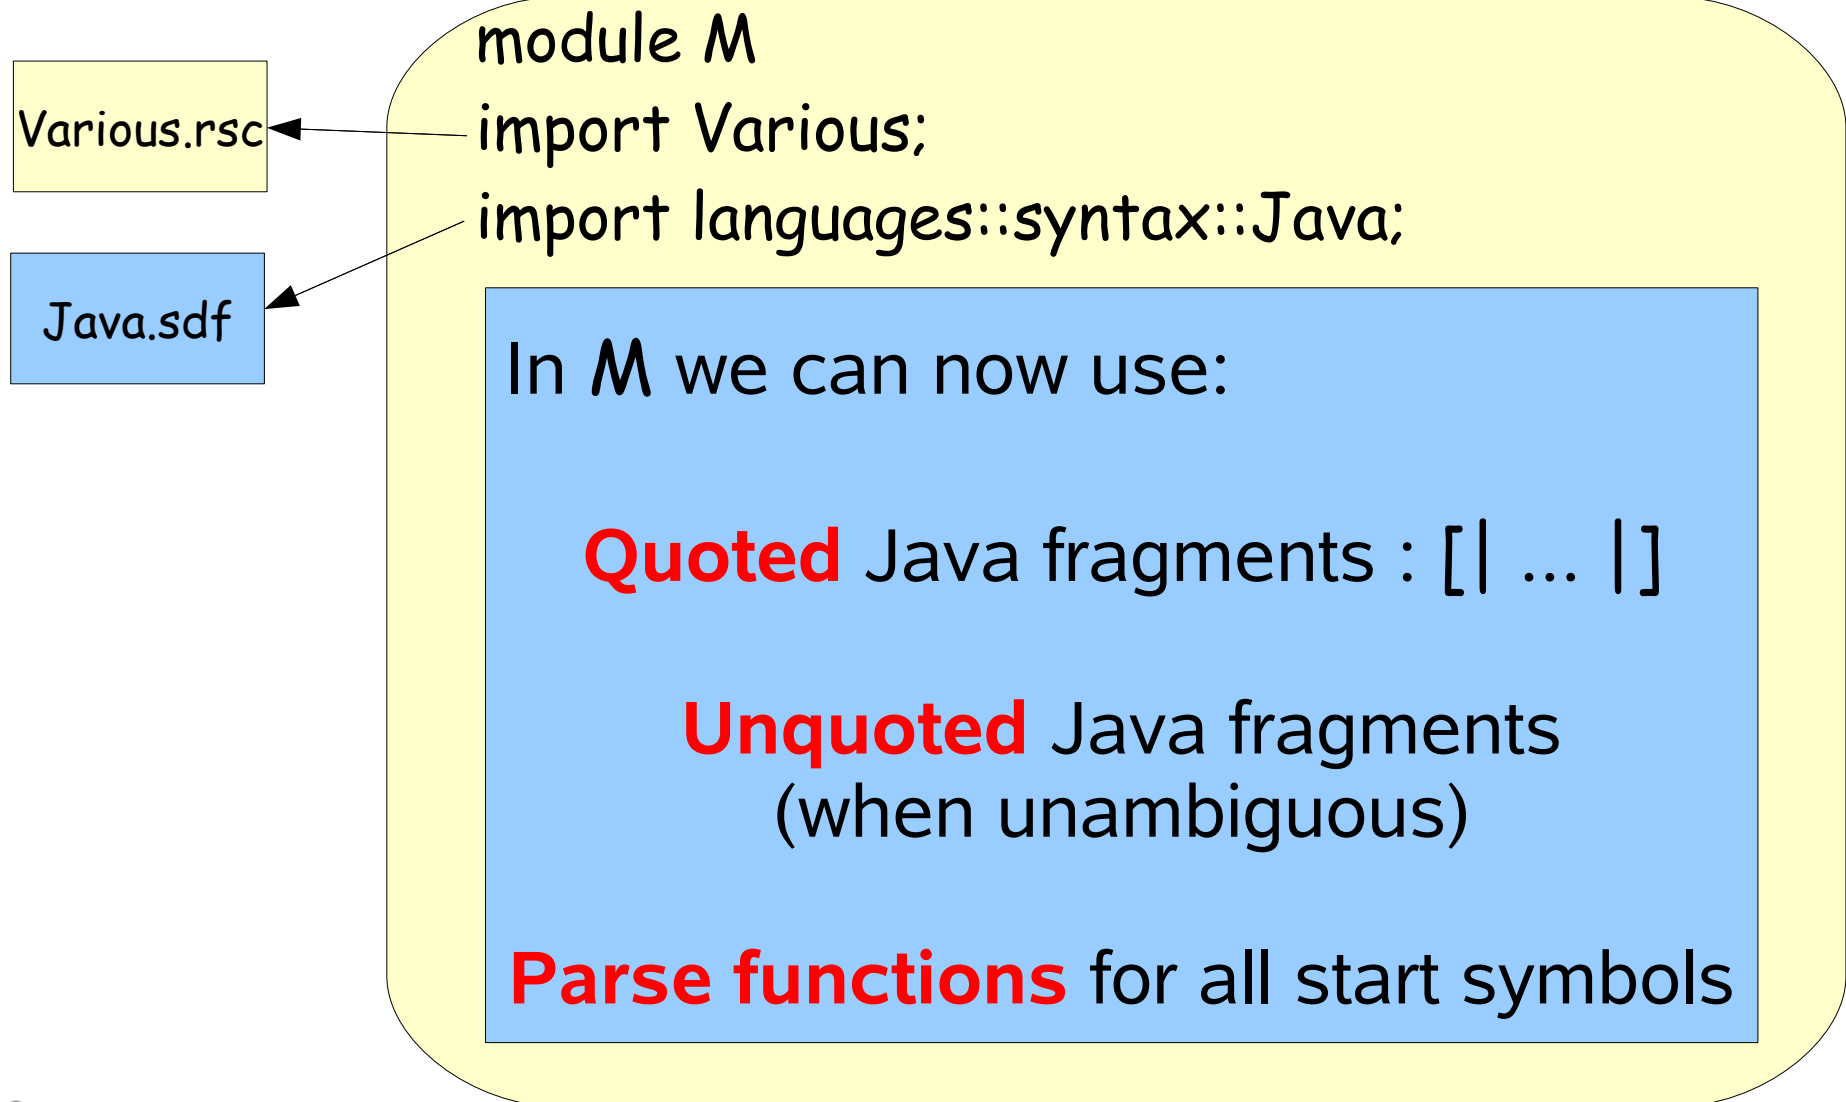 module M
import Various;
import languages::syntax::Java;
Various.rsc
Java.sdf
In M we can now use:
Quoted Java fragments : [| ... |]
Unquoted Java fragments
(when unambiguous)
Parse functions for all start symbols